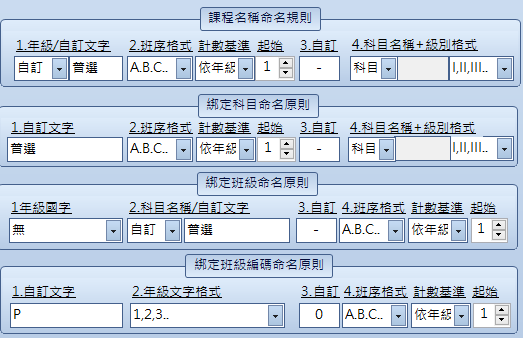 課程名稱命名規則
1.年級/自訂文字 2.班序格式 計數基準 起始 3.自訂 4.科目名稱+級別格式
自訂 普選 A.B.C.. 依年級 1 - 科目 I,II,III..
綁定科目命名原則
1.自訂文字 2.班序格式 計數基準 起始 3.自訂 4.科目名稱+級別格式
普選 A.B.C.. 依年級 1 - 科目 I,II,III..
綁定班級命名原則
1年級國字 2.科目名稱/自訂文字 3.自訂 4.班序格式 計數基準 起始
無 自訂 普選 - A.B.C.. 依年級 1
綁定班級編碼命名原則
1.自訂文字 2.年級文字格式 3.自訂 4.班序格式 計數基準 起始
P 1,2,3.. 0 A.B.C.. 依年級 1